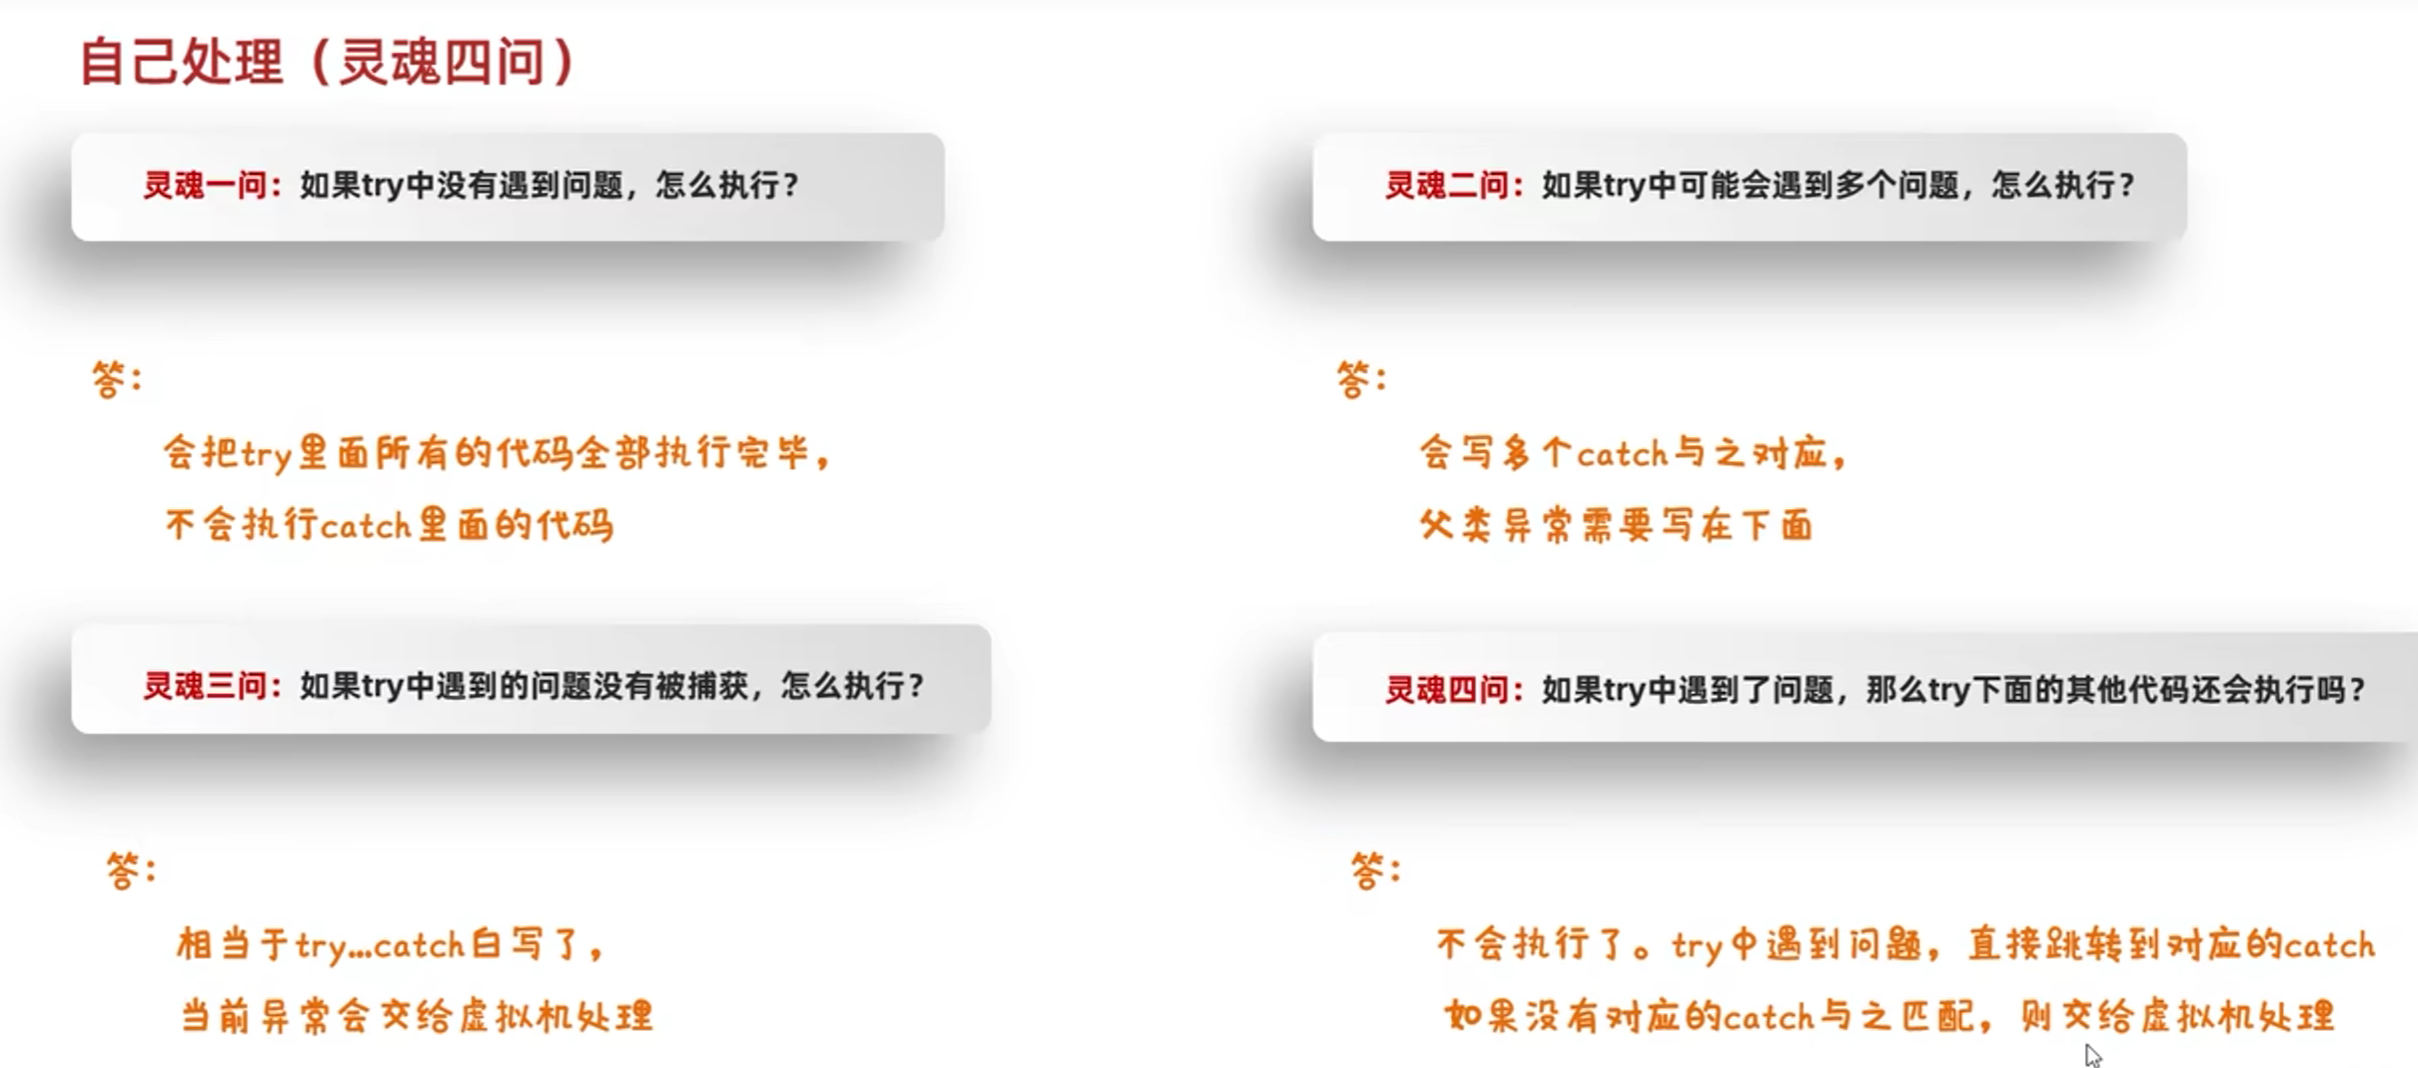 自己处理（灵魂四问）
灵魂一问：如果try中没有遇到问题，怎么执行？
答：
会把try里面所有的代码全部执行完毕，
不会执行catch里面的代码
灵魂二问：如果try中可能会遇到多个问题，怎么执行？
答：
会写多个catch与之对应，
父类异常需要写在下面
灵魂三问：如果try中遇到的问题没有被捕获，怎么执行？
答：
相当于try...catch白写了，
当前异常会交给虚拟机处理
灵魂四问：如果try中遇到了问题，那么try下面的其他代码还会执行吗？
答：
不会执行了。try中遇到问题，直接跳转到对应的catch
如果没有对应的catch与之匹配，则交给虚拟机处理